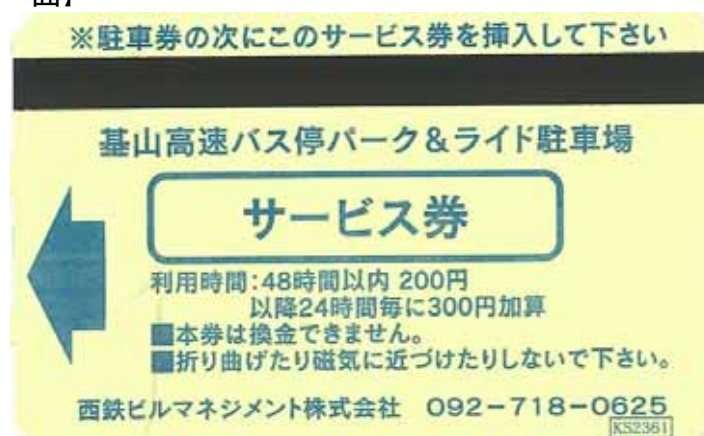 ※駐車券の次にこのサービス券を挿入して下さい
基山高速バス停パーク&ライド駐車場
サービス券
利用時間:48時間以内 200円
以降24時間毎に300円加算
■本券は換金できません。
■折り曲げたり磁気に近づけたりしないで下さい。
西鉄ビルマネジメント株式会社 092-718-0625
KS2361